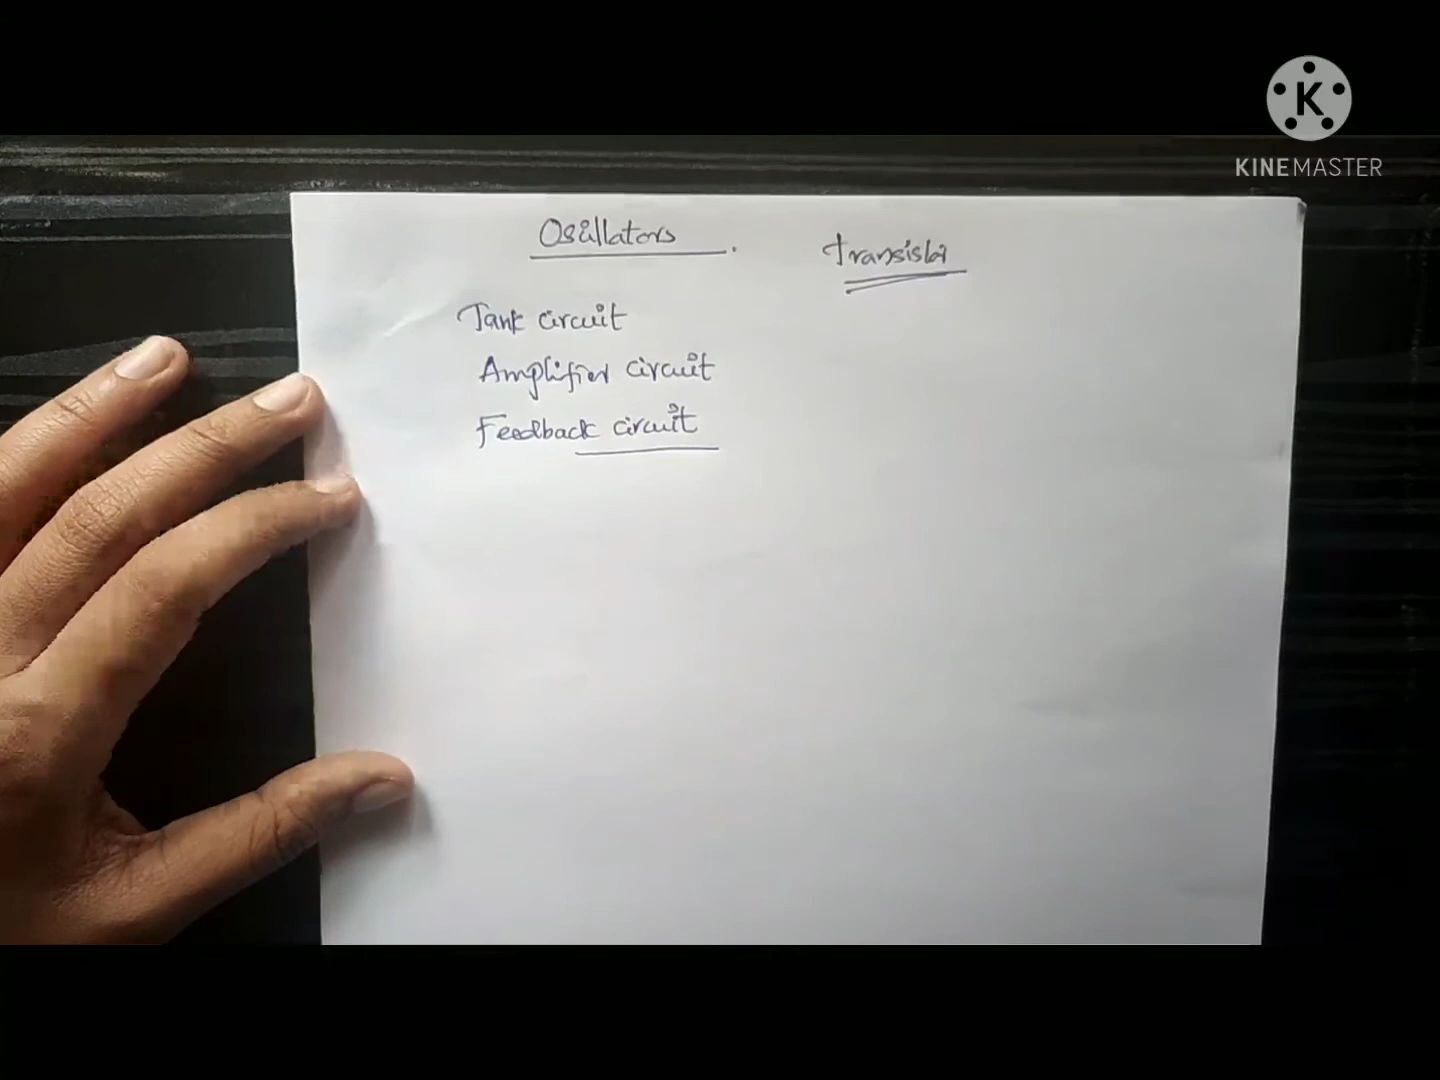 KINEMASTER
Oscillators
Transistor
Tank circuit
Amplifier circuit
Feedback circuit